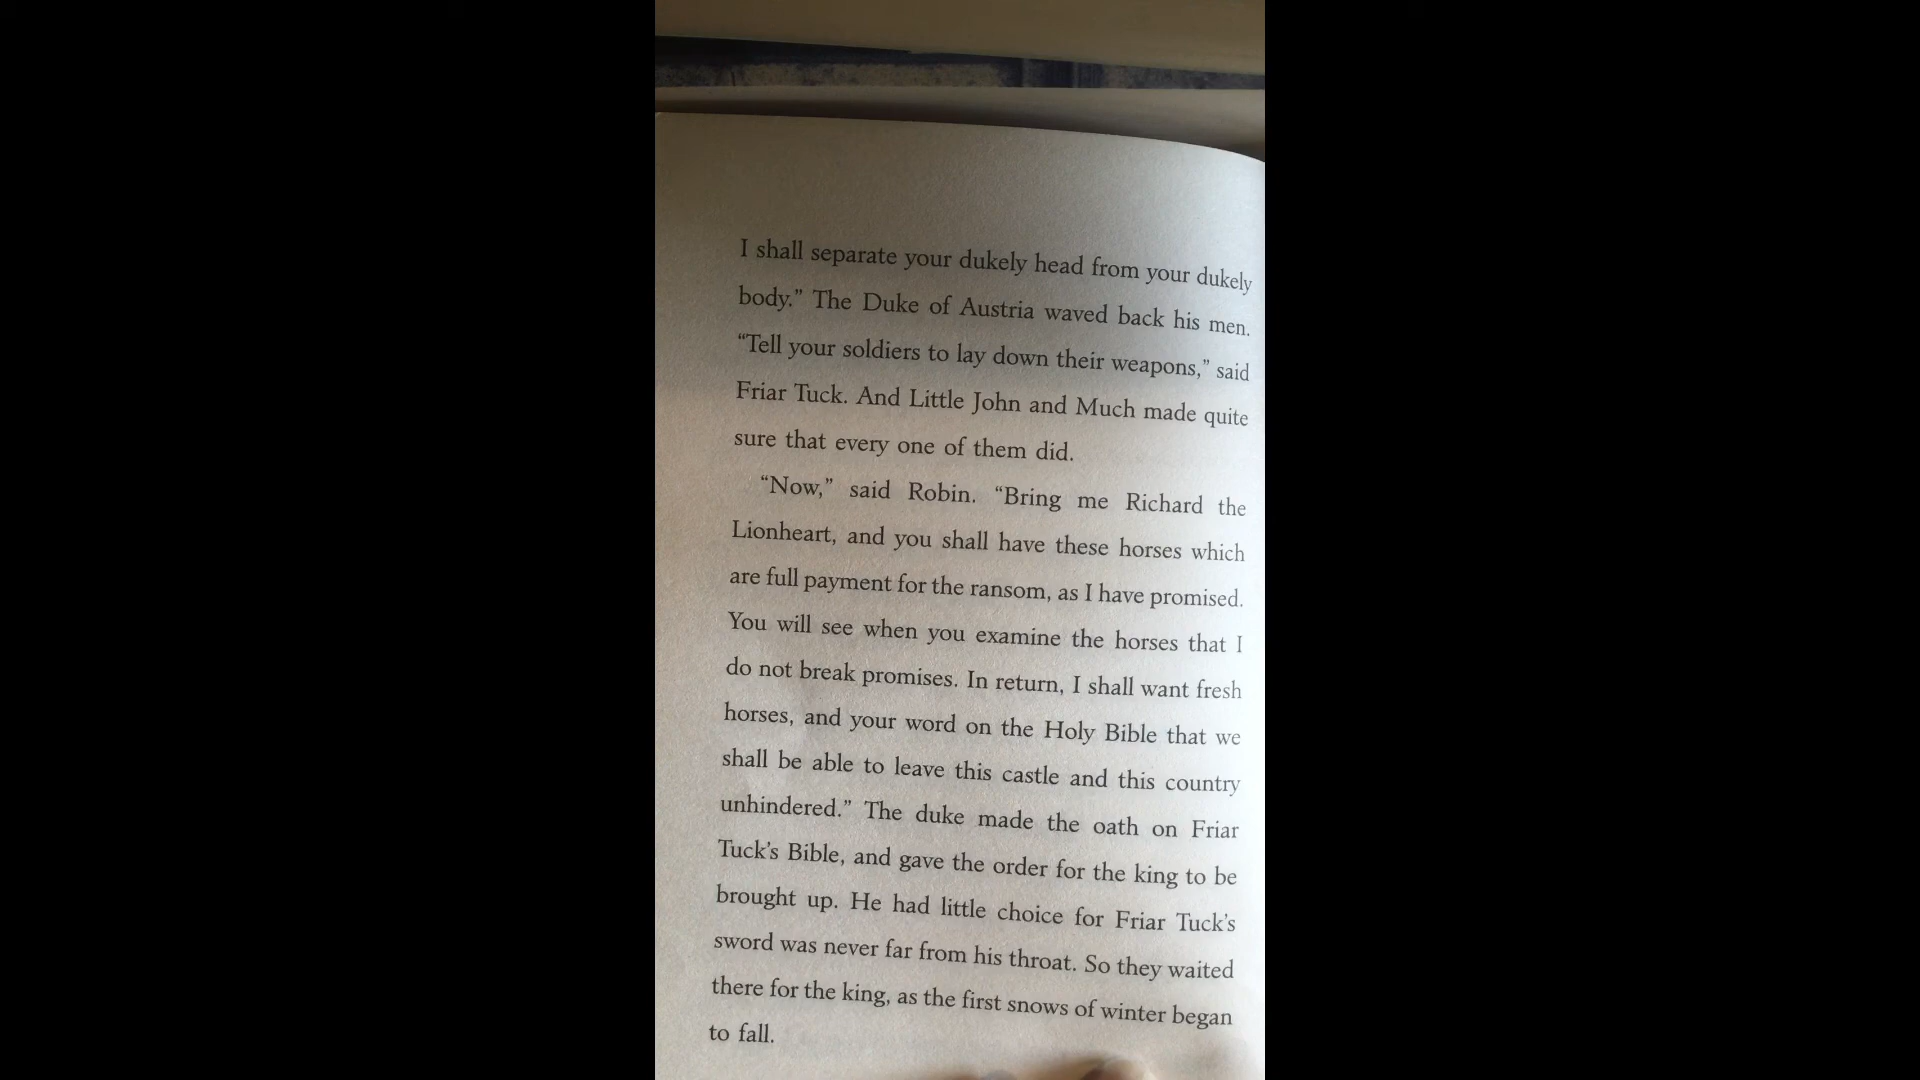 I shall separate your dukely head from your dukely
body.” The Duke of Austria waved back his men.
“Tell your soldiers to lay down their weapons,” said
Friar Tuck. And Little John and Much made quite
sure that every one of them did.
“Now,” said Robin. “Bring me Richard the
Lionheart, and you shall have these horses which
are full payment for the ransom, as I have promised.
You will see when you examine the horses that I
do not break promises. In return, I shall want fresh
horses, and your word on the Holy Bible that we
shall be able to leave this castle and this country
unhindered.” The duke made the oath on Friar
Tuck’s Bible, and gave the order for the king to be
brought up. He had little choice for Friar Tuck’s
sword was never far from his throat. So they waited
there for the king, as the first snows of winter began
to fall.